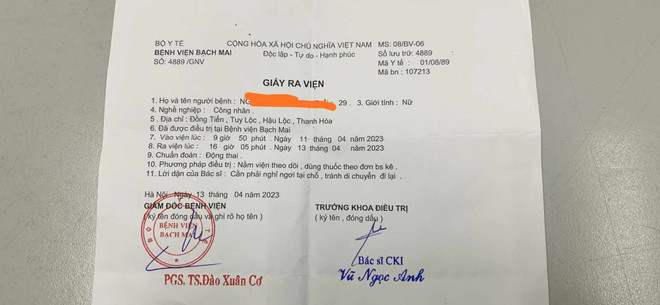 BỘ Y TẾ CỘNG HÒA XÃ HỘI CHỦ NGHĨA VIỆT NAM MS: 08/BV-06
BỆNH VIỆN BẠCH MAI Độc lập - Tự do - Hạnh phúc Số lưu trữ: 4889
SỐ: 4889 /GNV Mã Y Tế : 01/08/89
Mã bn : 107213
GIẤY RA VIỆN
1. Họ và tên người bệnh : NG 29 . 3. Giới tính : Nữ
4. Nghề nghiệp : Công nhân .
5 . Địa chỉ : Đồng Tiến , Tuy Lộc , Hậu Lộc , Thanh Hóa
6. Đã được điều trị tại Bệnh viện Bạch Mai
7. Vào viện lúc : 9 giờ 50 phút . Ngày 11- 04 năm 2023
8. Ra viện lúc : 16 giờ 05 phút . Ngày 13 tháng 04 năm 2023
9. Chuẩn đoán : Động thai .
10. Phương pháp điều trị : Nằm viện theo dõi , dùng thuốc theo đơn bs kê .
11. Lời dặn của Bác sĩ : Cần phải nghỉ ngơi tại chỗ , tránh di chuyển đi lại .
Hà Nội, Ngày 13 04 năm 2023
GIÁM ĐỐC BỆNH VIỆN TRƯỞNG KHOA ĐIỀU TRỊ
( ký tên đóng dấu và ghi rõ họ tên ) ( ký tên , đóng dấu )
BỆNH VIỆN
BẠCH MAI
Bác sĩ CKI
PGS. TS.Đào Xuân Cơ Vũ Ngọc Anh